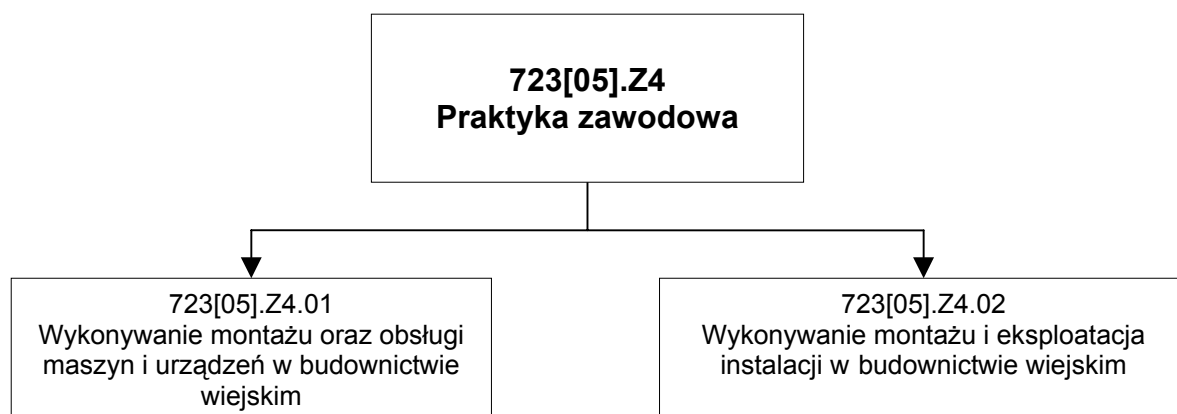 723[05].Z4
Praktyka zawodowa
723[05].Z4.01
Wykonywanie montażu oraz obsługi
maszyn i urządzeń w budownictwie
wiejskim
723[05].Z4.02
Wykonywanie montażu i eksploatacja
instalacji w budownictwie wiejskim